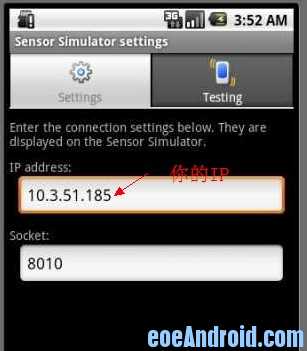 3G
3:52 AM
Sensor Simulator settings
Settings
Testing
Enter the connection settings below. They are
displayed on the Sensor Simulator.
IP address:
你的IP
10.3.51.185
Socket:
8010
eoeAndroid.com